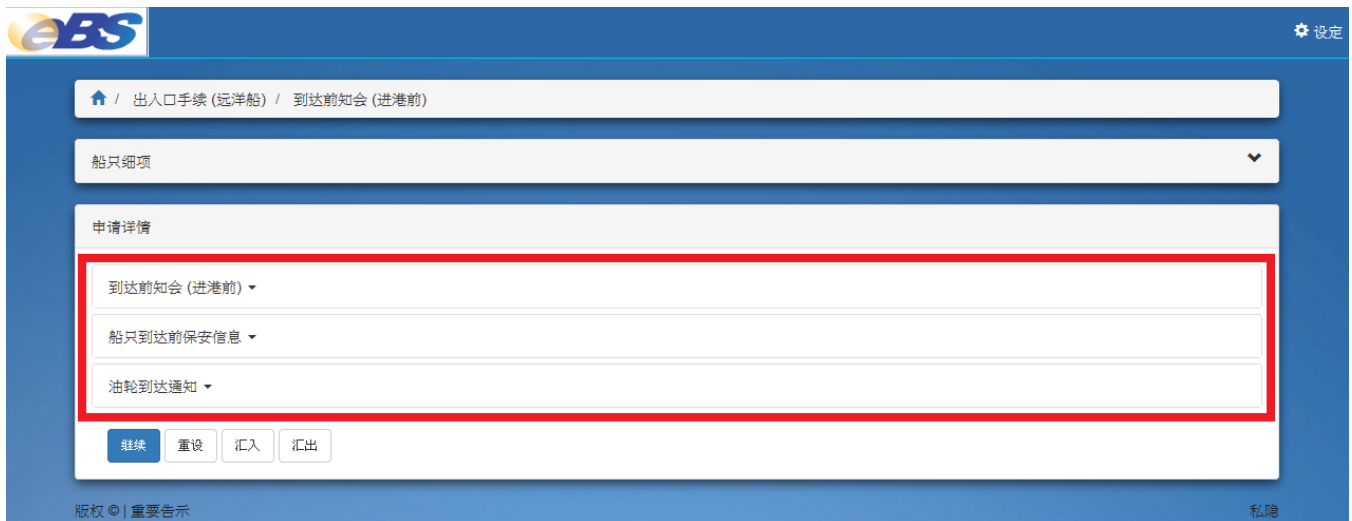 eBS
设定
/ 出入口手续 (远洋船) / 到达前知会 (进港前)
船只细项
申请详情
到达前知会 (进港前)
船只到达前保安信息
油轮到达通知
继续 重设 汇入 汇出
版权 © | 重要告示 私隐